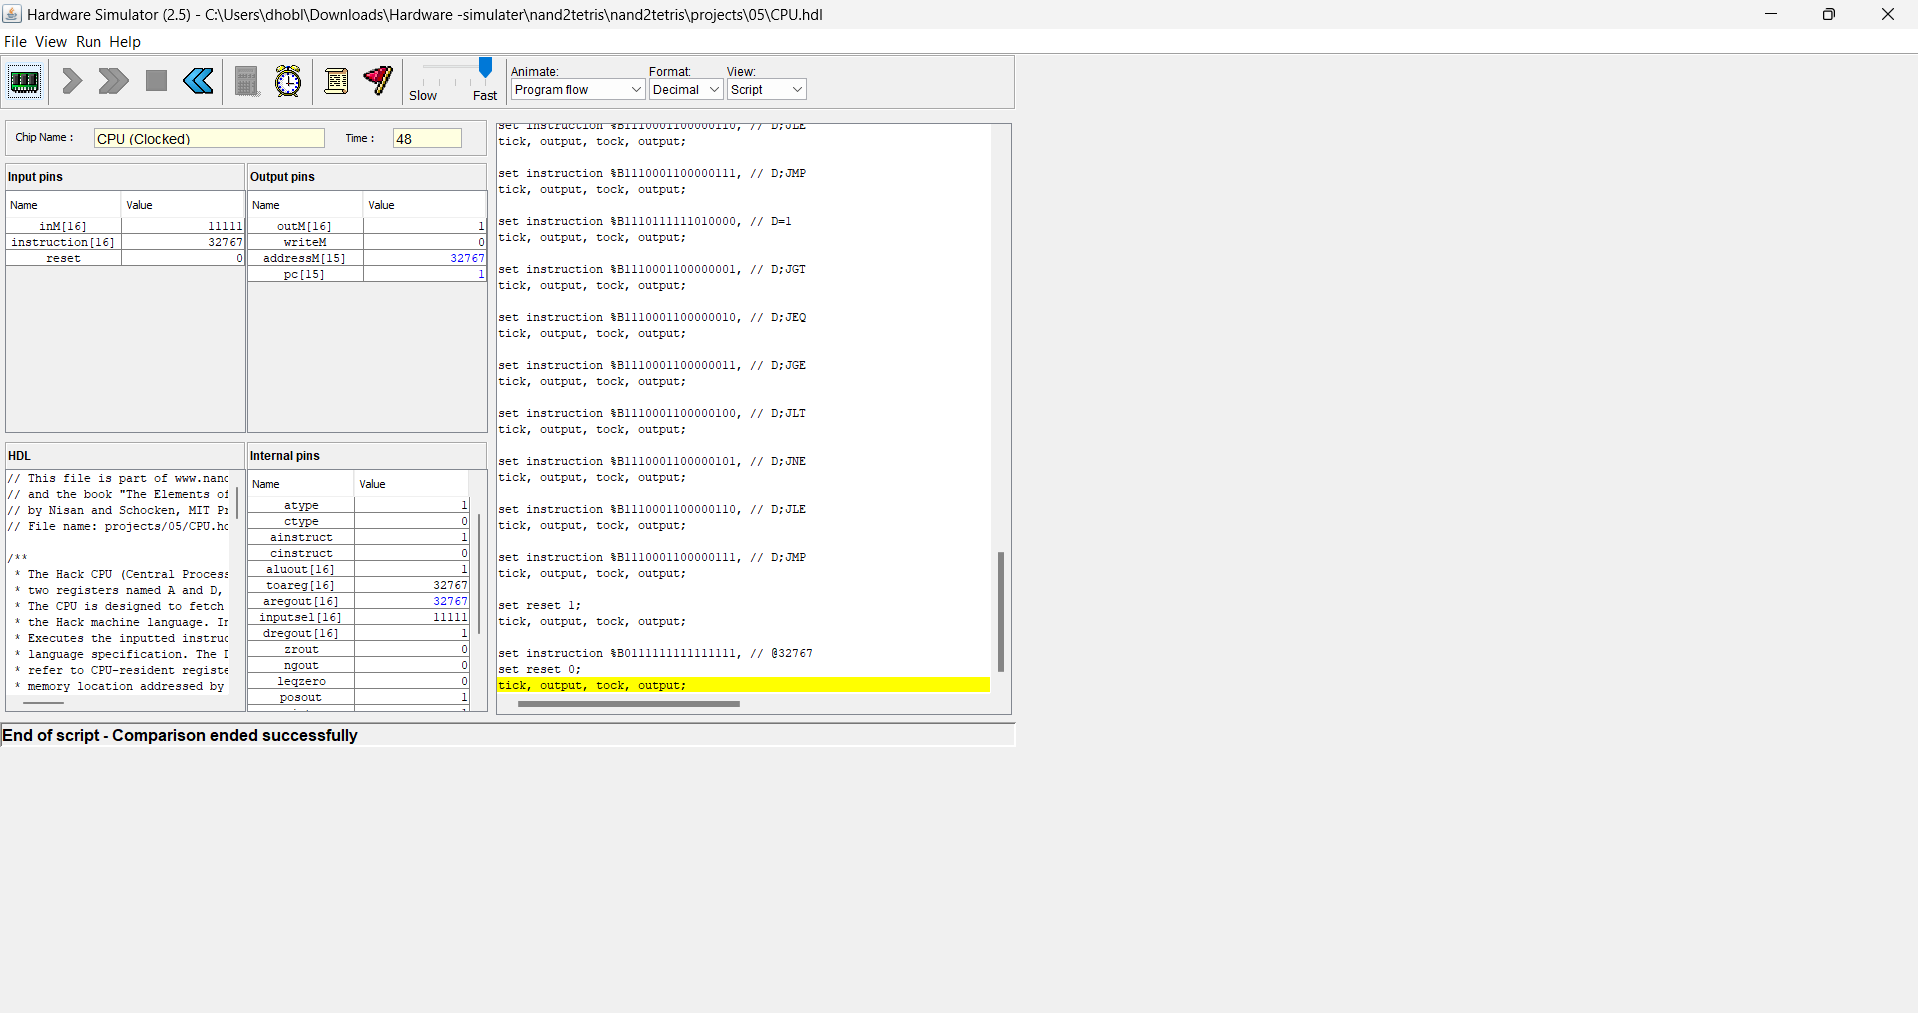 Hardware Simulator (2.5) - C:\Users\dhobl\Downloads\Hardware -simulater\nand2tetris\nand2tetris\projects\05\CPU.hdl
File View Run Help
Slow Fast
Animate: Format: View:
Program flow Decimal Script
Chip Name : CPU (Clocked) Time : 48
Input pins
Name Value
inM[16] 11111
instruction[16] 32767
reset 0
Output pins
Name Value
outM[16] 1
writeM 0
addressM[15] 32767
pc[15] 1
HDL
// This file is part of www.nand
// and the book "The Elements of
// by Nisan and Schocken, MIT Pr
// File name: projects/05/CPU.hd
/**
* The Hack CPU (Central Process
* two registers named A and D,
* The CPU is designed to fetch
* the Hack machine language. In
* Executes the inputted instruc
* language specification. The D
* refer to CPU-resident registe
* memory location addressed by
Internal pins
Name Value
atype 1
ctype 0
ainstruct 1
cinstruct 0
aluout[16] 1
toareg[16] 32767
aregout[16] 32767
inputsel[16] 11111
dregout[16] 1
zrout 0
ngout 0
leqzero 0
posout 1
set instruction %B1110001100000110, // D;JLE
tick, output, tock, output;
set instruction %B1110001100000111, // D;JMP
tick, output, tock, output;
set instruction %B1110111111010000, // D=1
tick, output, tock, output;
set instruction %B1110001100000001, // D;JGT
tick, output, tock, output;
set instruction %B1110001100000010, // D;JEQ
tick, output, tock, output;
set instruction %B1110001100000011, // D;JGE
tick, output, tock, output;
set instruction %B1110001100000100, // D;JLT
tick, output, tock, output;
set instruction %B1110001100000101, // D;JNE
tick, output, tock, output;
set instruction %B1110001100000110, // D;JLE
tick, output, tock, output;
set instruction %B1110001100000111, // D;JMP
tick, output, tock, output;
set reset 1;
tick, output, tock, output;
set instruction %B0111111111111111, // @32767
set reset 0;
tick, output, tock, output;
End of script - Comparison ended successfully